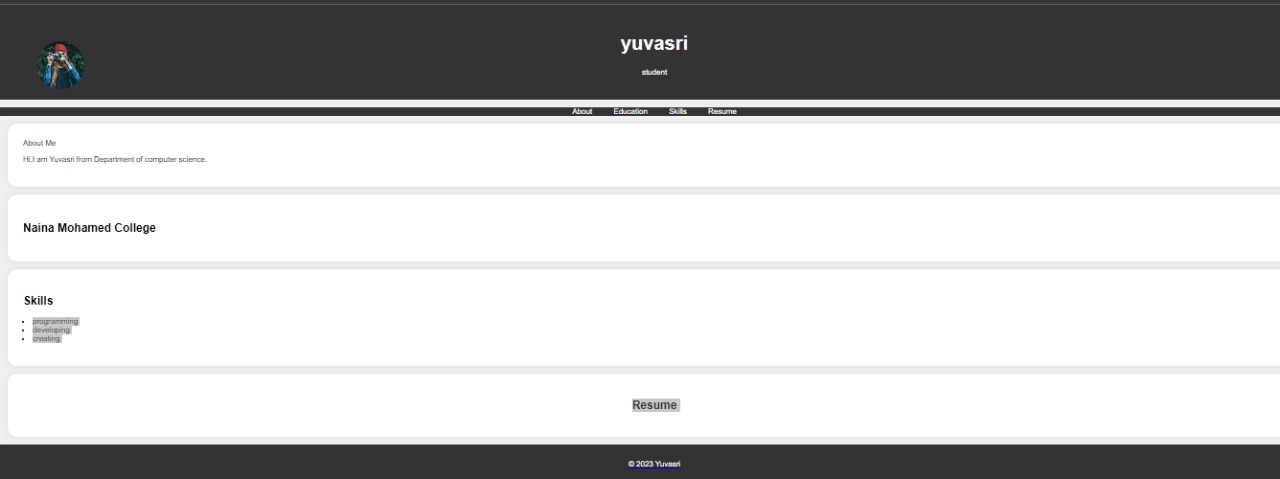 yuvasri
student
About Education Skills Resume
About Me
Hi.I am Yuvasri from Department of computer science.
Naina Mohamed College
Skills
programming
developing
creating
Resume
© 2023 Yuvasri